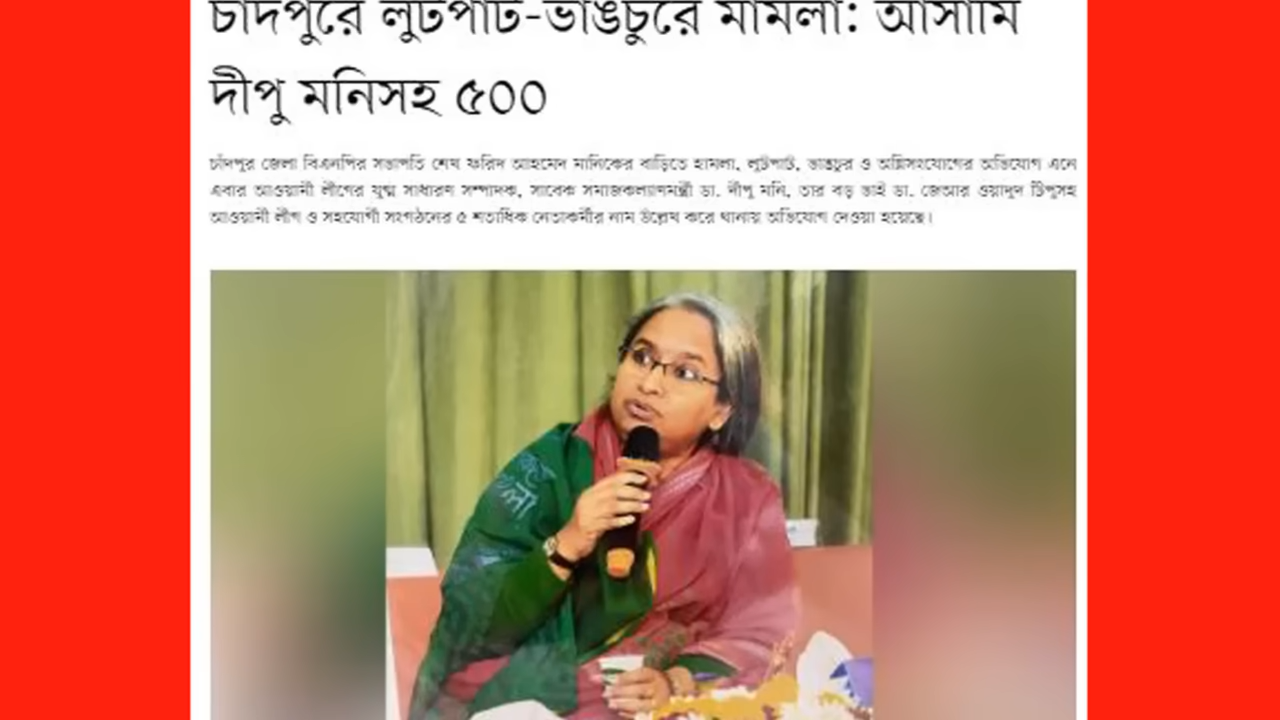 চাঁদপুরে লুটপাট-ভাঙচুরে মামলা: আসামি
দীপু মনিসহ ৫০০
চাঁদপুর জেলা বিএনপির সভাপতি শেখ ফরিদ আহমেদ মানিকের বাড়িতে হামলা, লুটপাট, ভাঙচুর ও অগ্নিসংযোগের অভিযোগ এনে
এবার আওয়ামী লীগের যুগ্ম সাধারণ সম্পাদক, সাবেক সমাজকল্যাণমন্ত্রী ডা. দীপু মনি, তার বড় ভাই ডা. জেআর ওয়াদুদ টিপুসহ
আওয়ামী লীগ ও সহযোগী সংগঠনের ৫ শতাধিক নেতাকর্মীর নাম উল্লেখ করে থানায় অভিযোগ দেওয়া হয়েছে।